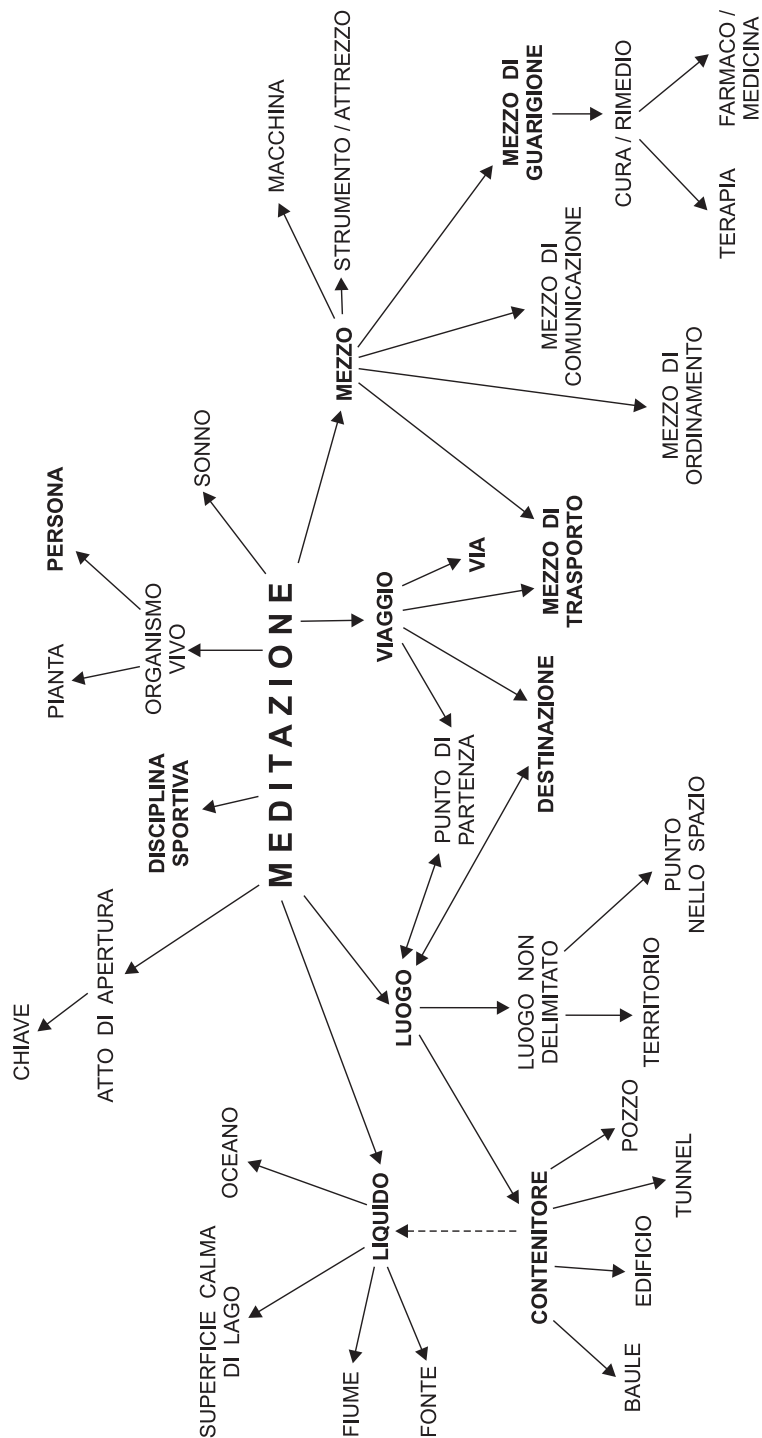 CHIAVE
ATTO DI APERTURA
DISCIPLINA
SPORTIVA
PIANTA
ORGANISMO
VIVO
PERSONA
SONNO
MACCHINA
STRUMENTO / ATTREZZO
MEDITAZIONE
MEZZO
SUPERFICIE CALMA
DI LAGO
OCEANO
FIUME
FONTE
LIQUIDO
LUOGO
VIAGGIO
PUNTO DI
PARTENZA
VIA
DESTINAZIONE
MEZZO DI
TRASPORTO
MEZZO DI
GUARIGIONE
MEZZO DI
COMUNICAZIONE
MEZZO DI
ORDINAMENTO
CURA / RIMEDIO
TERAPIA
FARMACO /
MEDICINA
CONTENITORE
BAULE
EDIFICIO
TUNNEL
POZZO
LUOGO NON
DELIMITATO
TERRITORIO
PUNTO
NELLO SPAZIO